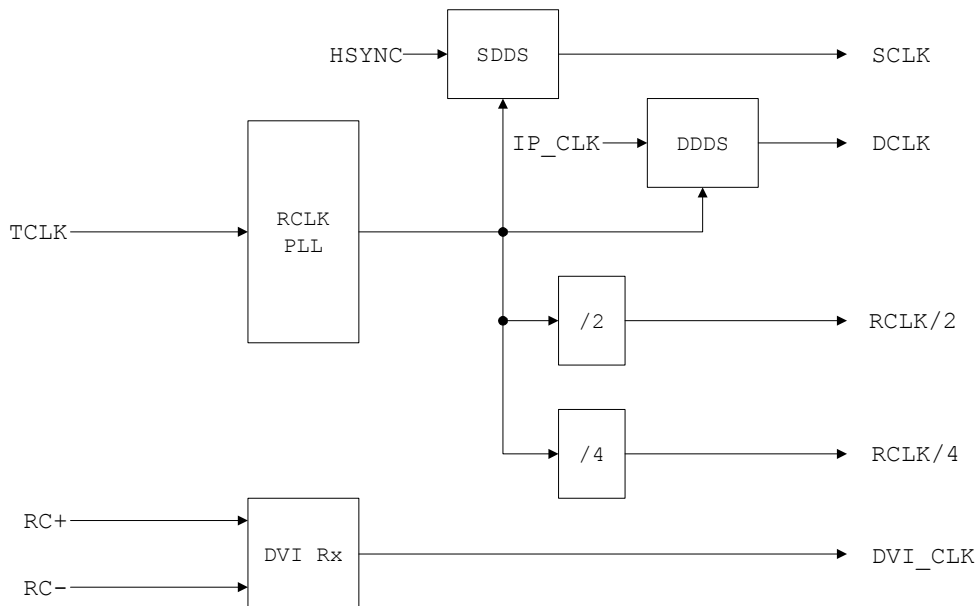 HSYNC
SDDS
SCLK
IP_CLK
DDDS
DCLK
TCLK
RCLK
PLL
/2
RCLK/2
/4
RCLK/4
RC+
DVI Rx
DVI_CLK
RC-